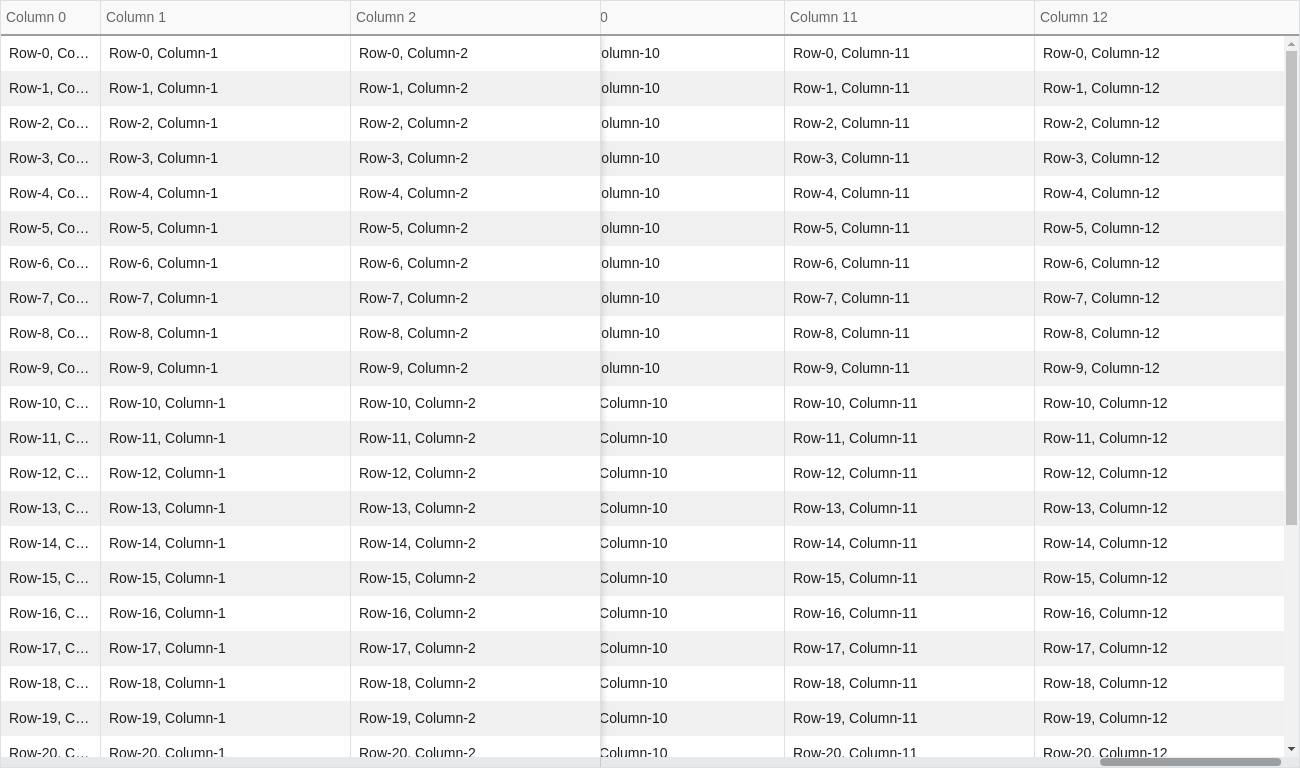 Column 0 Column 1 Column 2 0 Column 11 Column 12
Row-0, Co… Row-0, Column-1 Row-0, Column-2 olumn-10 Row-0, Column-11 Row-0, Column-12
Row-1, Co… Row-1, Column-1 Row-1, Column-2 olumn-10 Row-1, Column-11 Row-1, Column-12
Row-2, Co… Row-2, Column-1 Row-2, Column-2 olumn-10 Row-2, Column-11 Row-2, Column-12
Row-3, Co… Row-3, Column-1 Row-3, Column-2 olumn-10 Row-3, Column-11 Row-3, Column-12
Row-4, Co… Row-4, Column-1 Row-4, Column-2 olumn-10 Row-4, Column-11 Row-4, Column-12
Row-5, Co… Row-5, Column-1 Row-5, Column-2 olumn-10 Row-5, Column-11 Row-5, Column-12
Row-6, Co… Row-6, Column-1 Row-6, Column-2 olumn-10 Row-6, Column-11 Row-6, Column-12
Row-7, Co… Row-7, Column-1 Row-7, Column-2 olumn-10 Row-7, Column-11 Row-7, Column-12
Row-8, Co… Row-8, Column-1 Row-8, Column-2 olumn-10 Row-8, Column-11 Row-8, Column-12
Row-9, Co… Row-9, Column-1 Row-9, Column-2 olumn-10 Row-9, Column-11 Row-9, Column-12
Row-10, C… Row-10, Column-1 Row-10, Column-2 Column-10 Row-10, Column-11 Row-10, Column-12
Row-11, C… Row-11, Column-1 Row-11, Column-2 Column-10 Row-11, Column-11 Row-11, Column-12
Row-12, C… Row-12, Column-1 Row-12, Column-2 Column-10 Row-12, Column-11 Row-12, Column-12
Row-13, C… Row-13, Column-1 Row-13, Column-2 Column-10 Row-13, Column-11 Row-13, Column-12
Row-14, C… Row-14, Column-1 Row-14, Column-2 Column-10 Row-14, Column-11 Row-14, Column-12
Row-15, C… Row-15, Column-1 Row-15, Column-2 Column-10 Row-15, Column-11 Row-15, Column-12
Row-16, C… Row-16, Column-1 Row-16, Column-2 Column-10 Row-16, Column-11 Row-16, Column-12
Row-17, C… Row-17, Column-1 Row-17, Column-2 Column-10 Row-17, Column-11 Row-17, Column-12
Row-18, C… Row-18, Column-1 Row-18, Column-2 Column-10 Row-18, Column-11 Row-18, Column-12
Row-19, C… Row-19, Column-1 Row-19, Column-2 Column-10 Row-19, Column-11 Row-19, Column-12
Row-20, C… Row-20, Column-1 Row-20, Column-2 Column-10 Row-20, Column-11 Row-20, Column-12